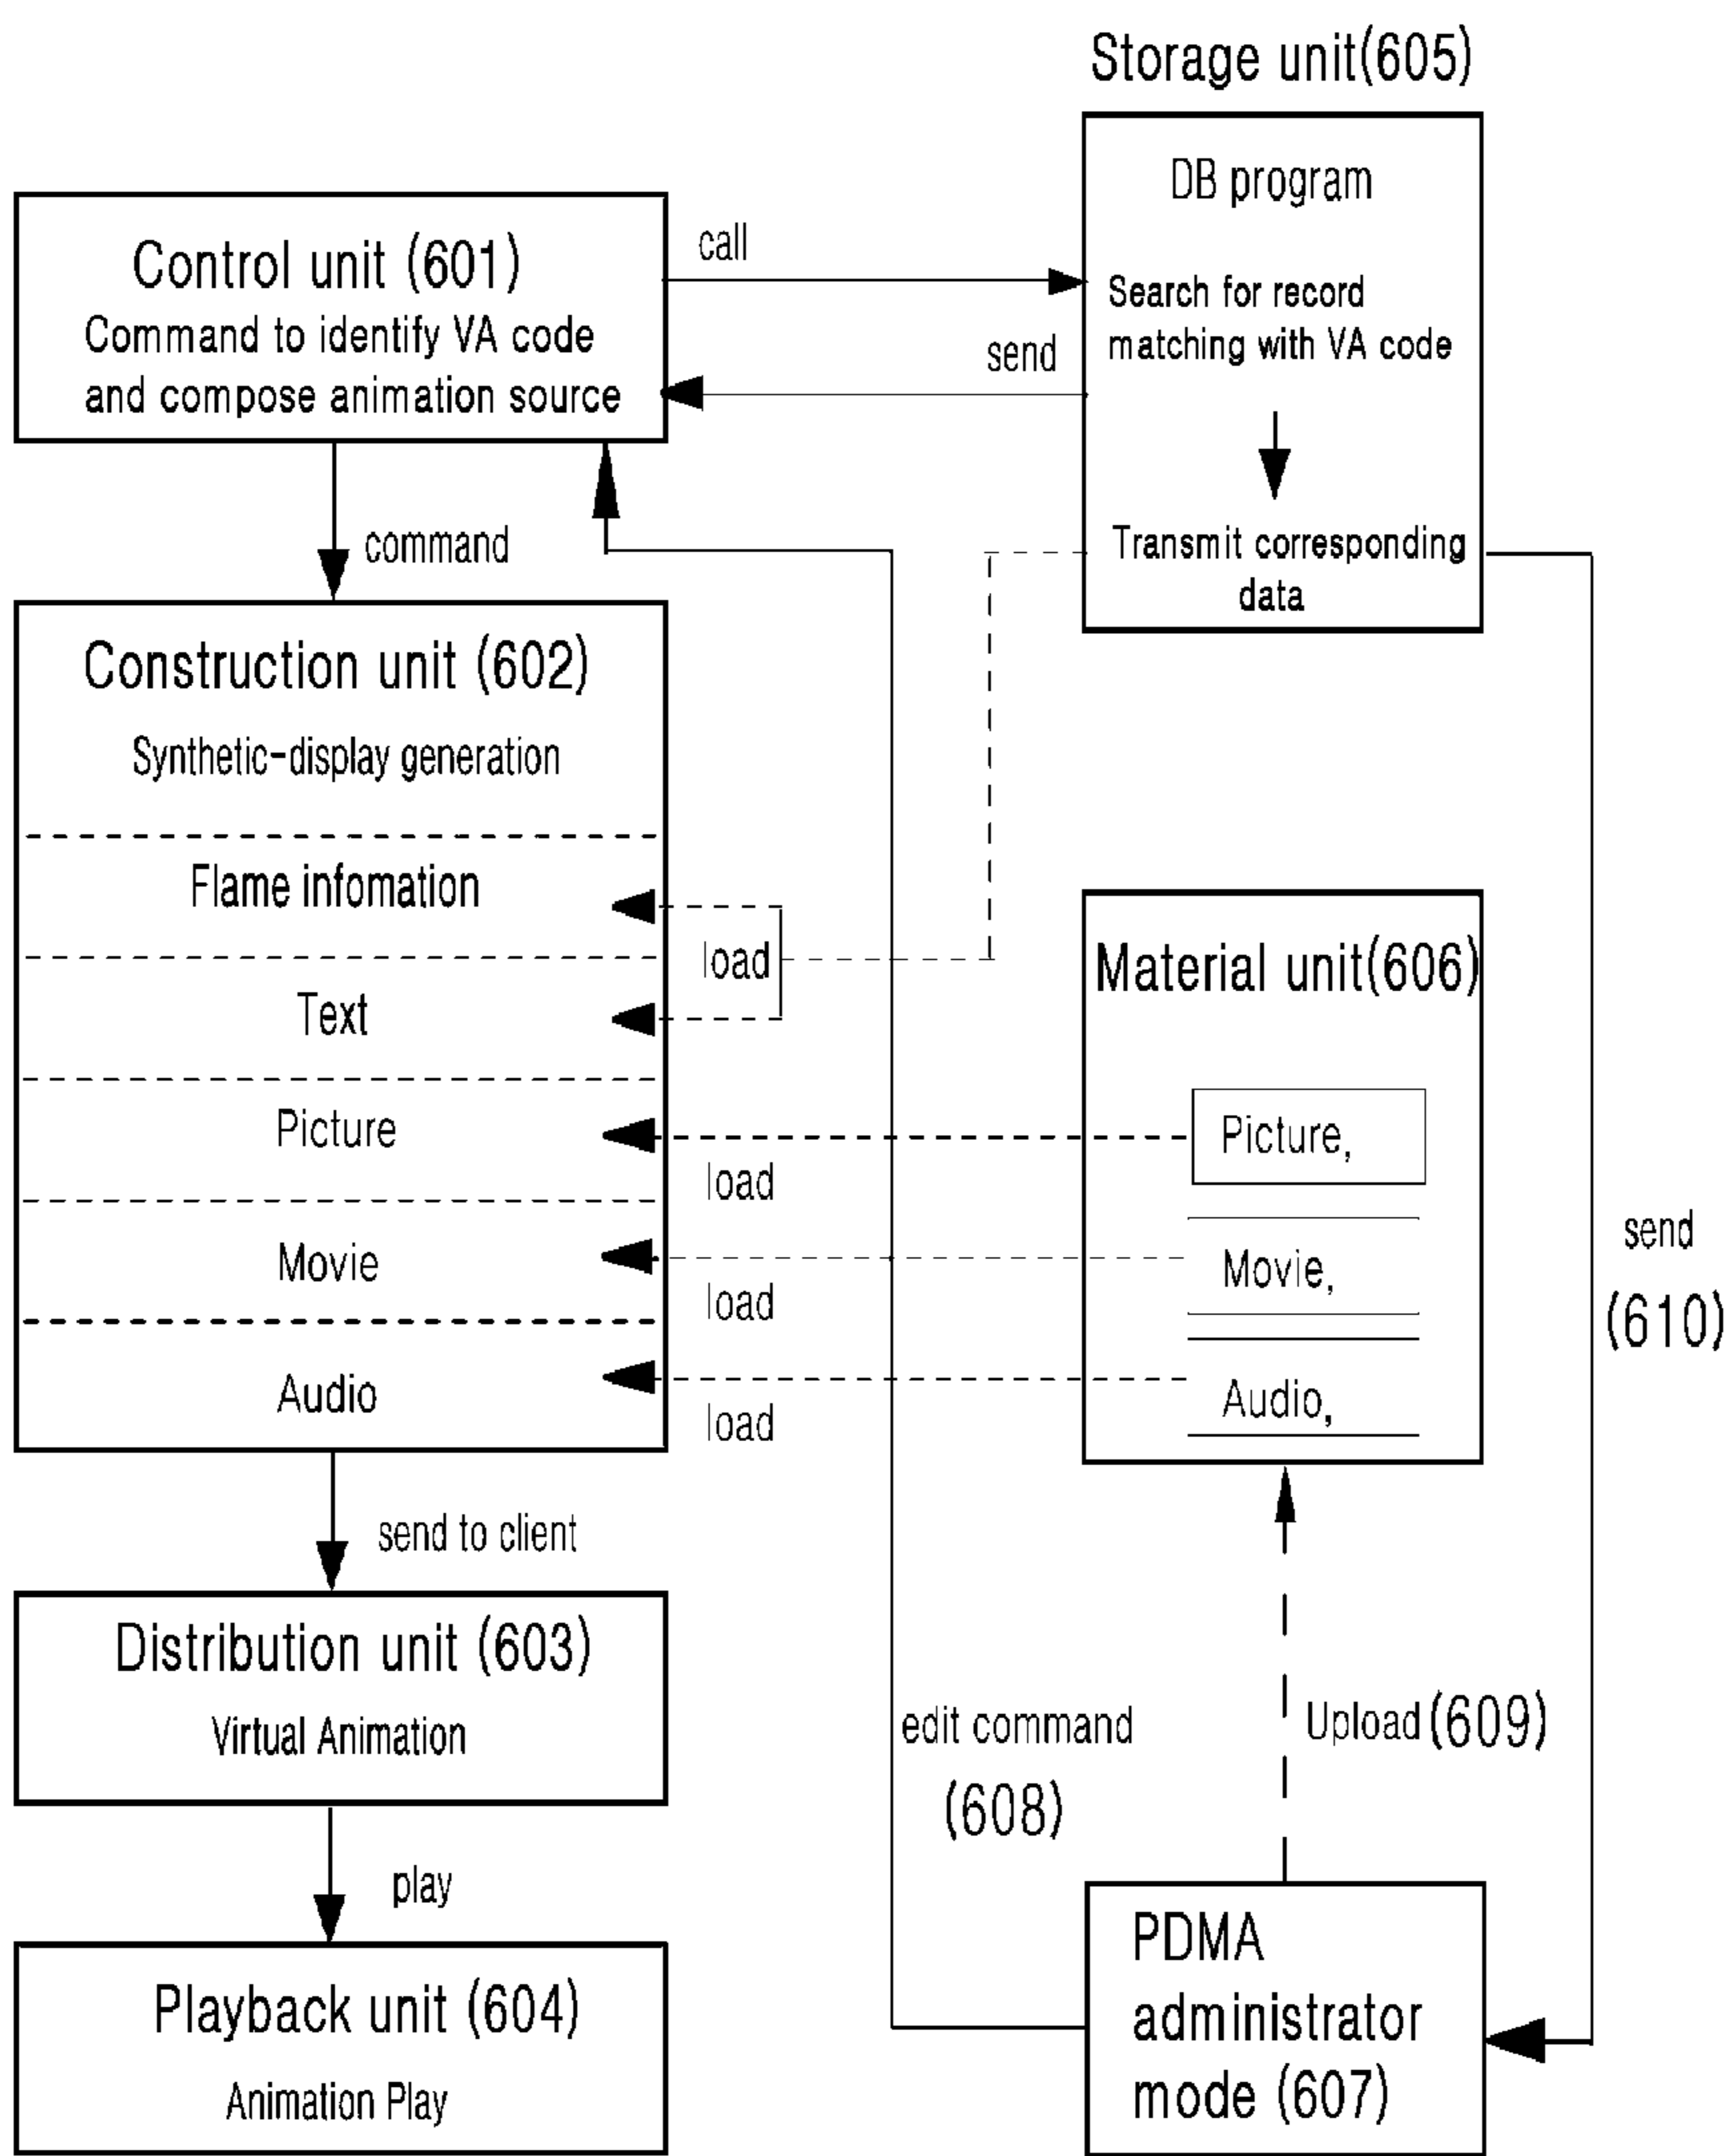 Storage unit(605)
DB program
Search for record
matching with VA code
Transmit corresponding
data
Control unit (601)
Command to identify VA code
and compose animation source
call
send
command
Construction unit (602)
Synthetic-display generation
Flame infomation
Text
Picture
Movie
Audio
load
load
load
load
Material unit(606)
Picture,
Movie,
Audio,
send
(610)
send to client
Distribution unit (603)
Virtual Animation
edit command
(608)
Upload(609)
play
Playback unit (604)
Animation Play
PDMA
administrator
mode (607)